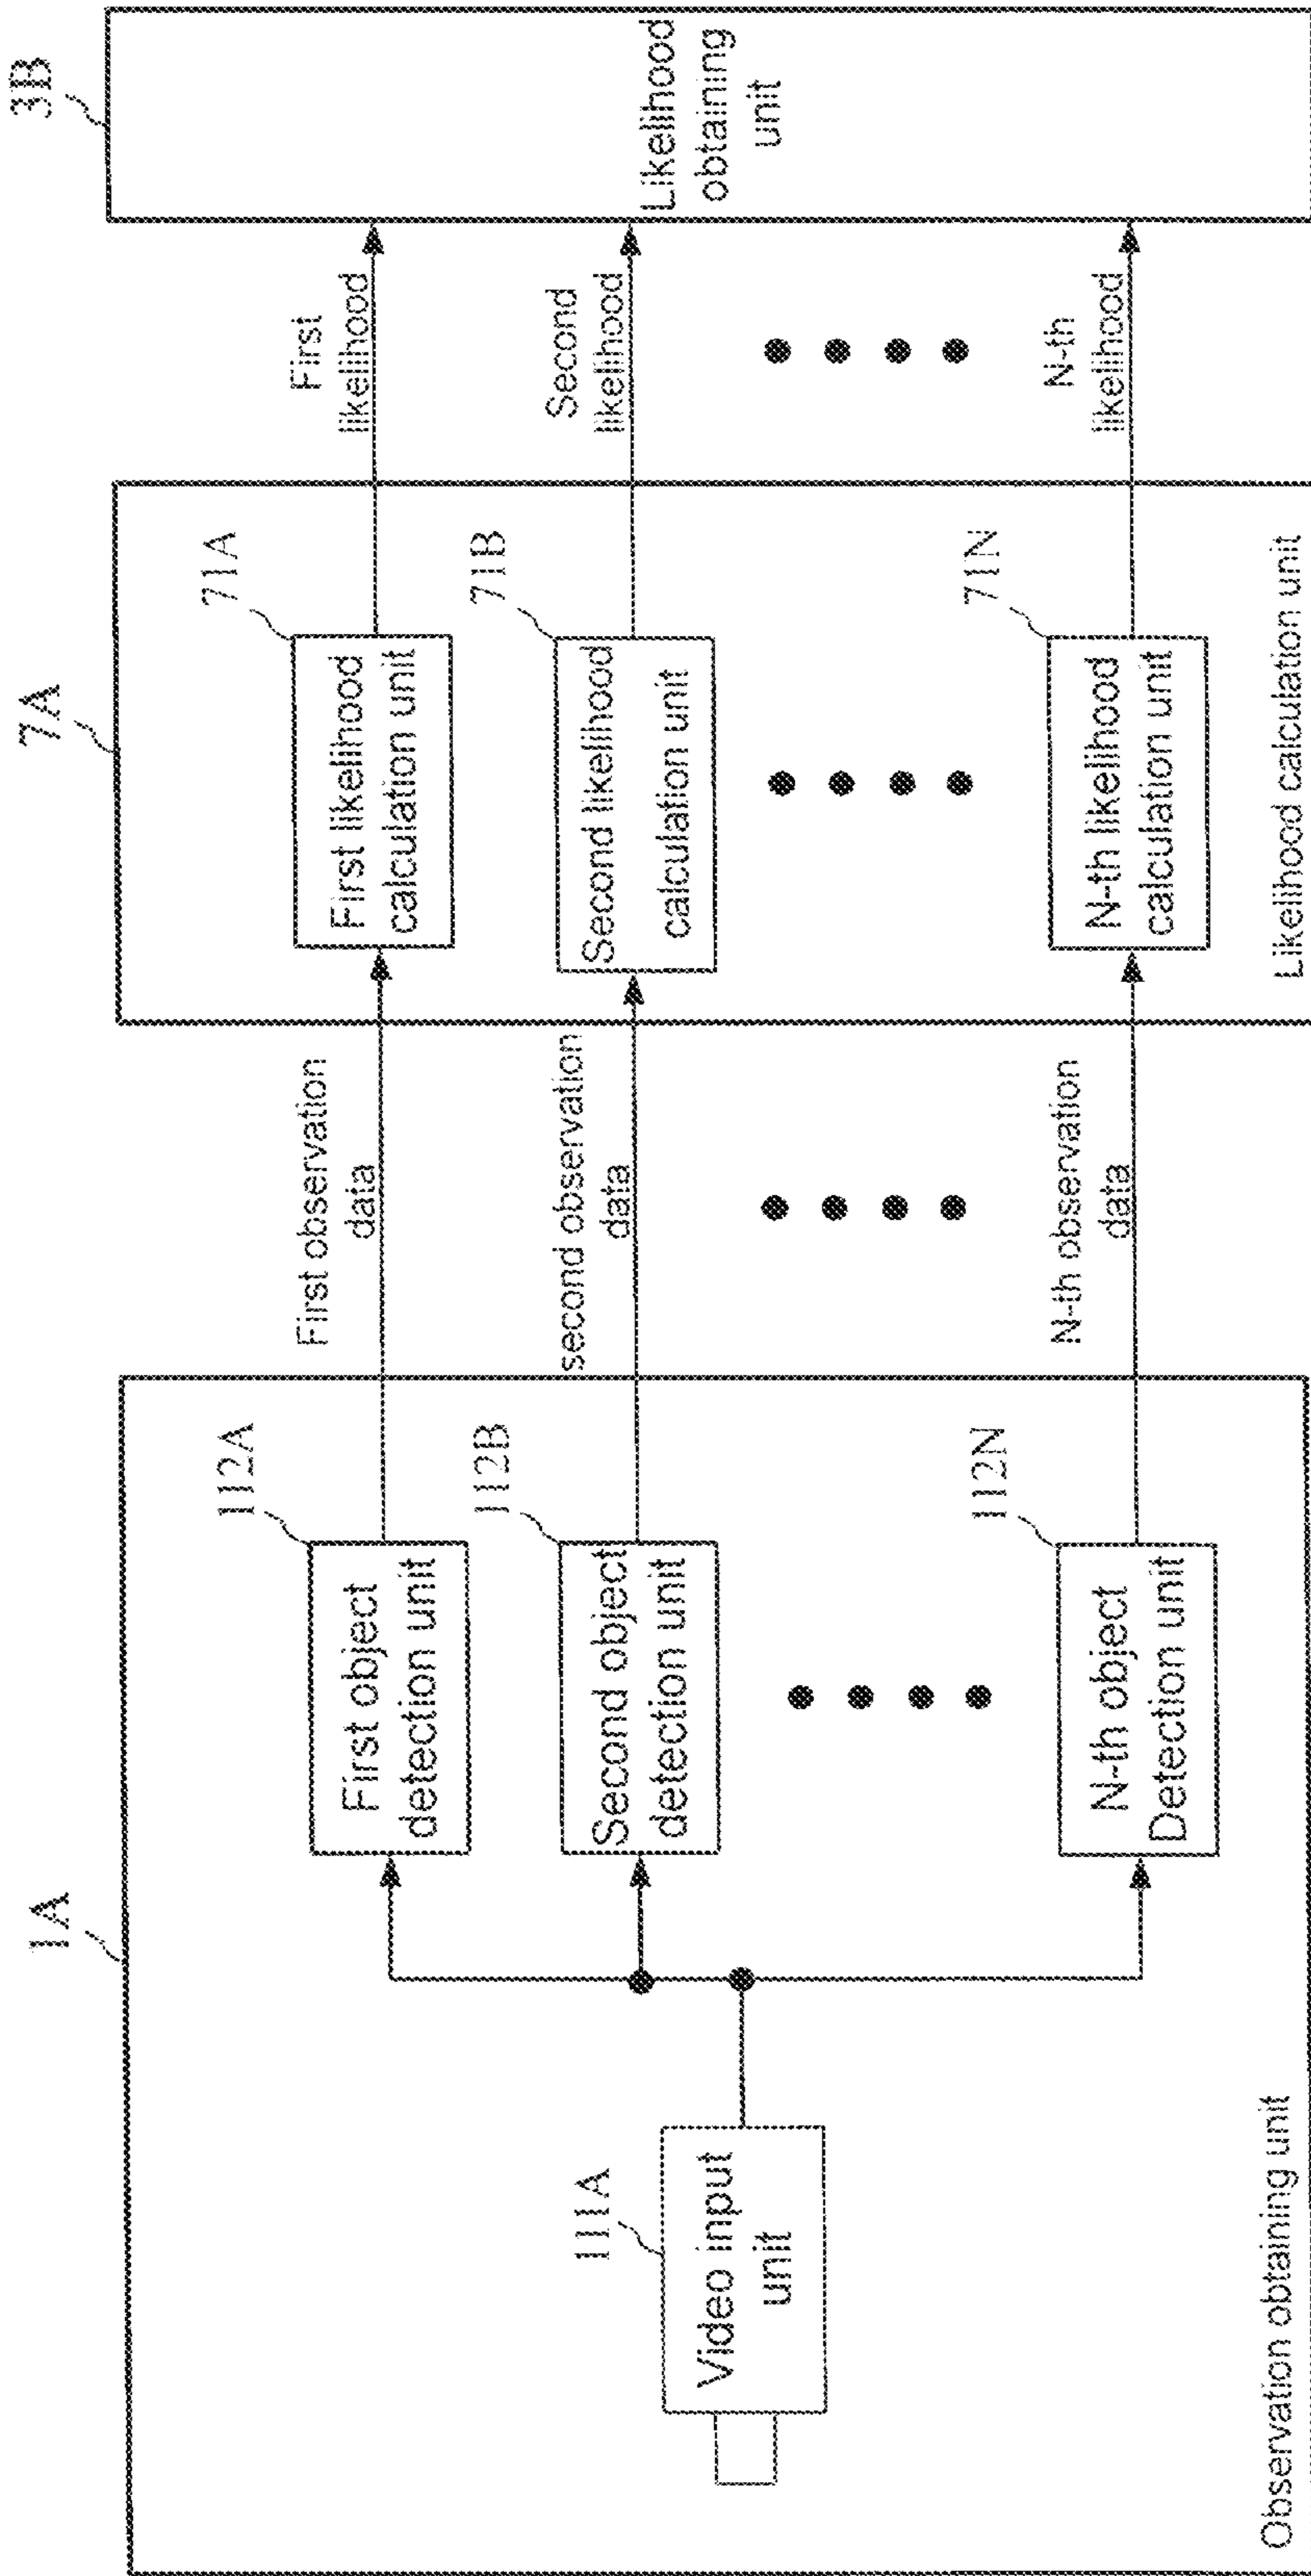 1A
111A
Video input
unit
112A
First object
detection unit
112B
Second object
detection unit
112N
N-th object
Detection unit
Observation obtaining unit
First observation
data
second observation
data
N-th observation
data
7A
71A
First likelihood
calculation unit
71B
Second likelihood
calculation unit
71N
N-th likelihood
calculation unit
Likelihood calculation unit
First
likelihood
Second
likelihood
N-th
likelihood
3B
Likelihood
obtaining
unit